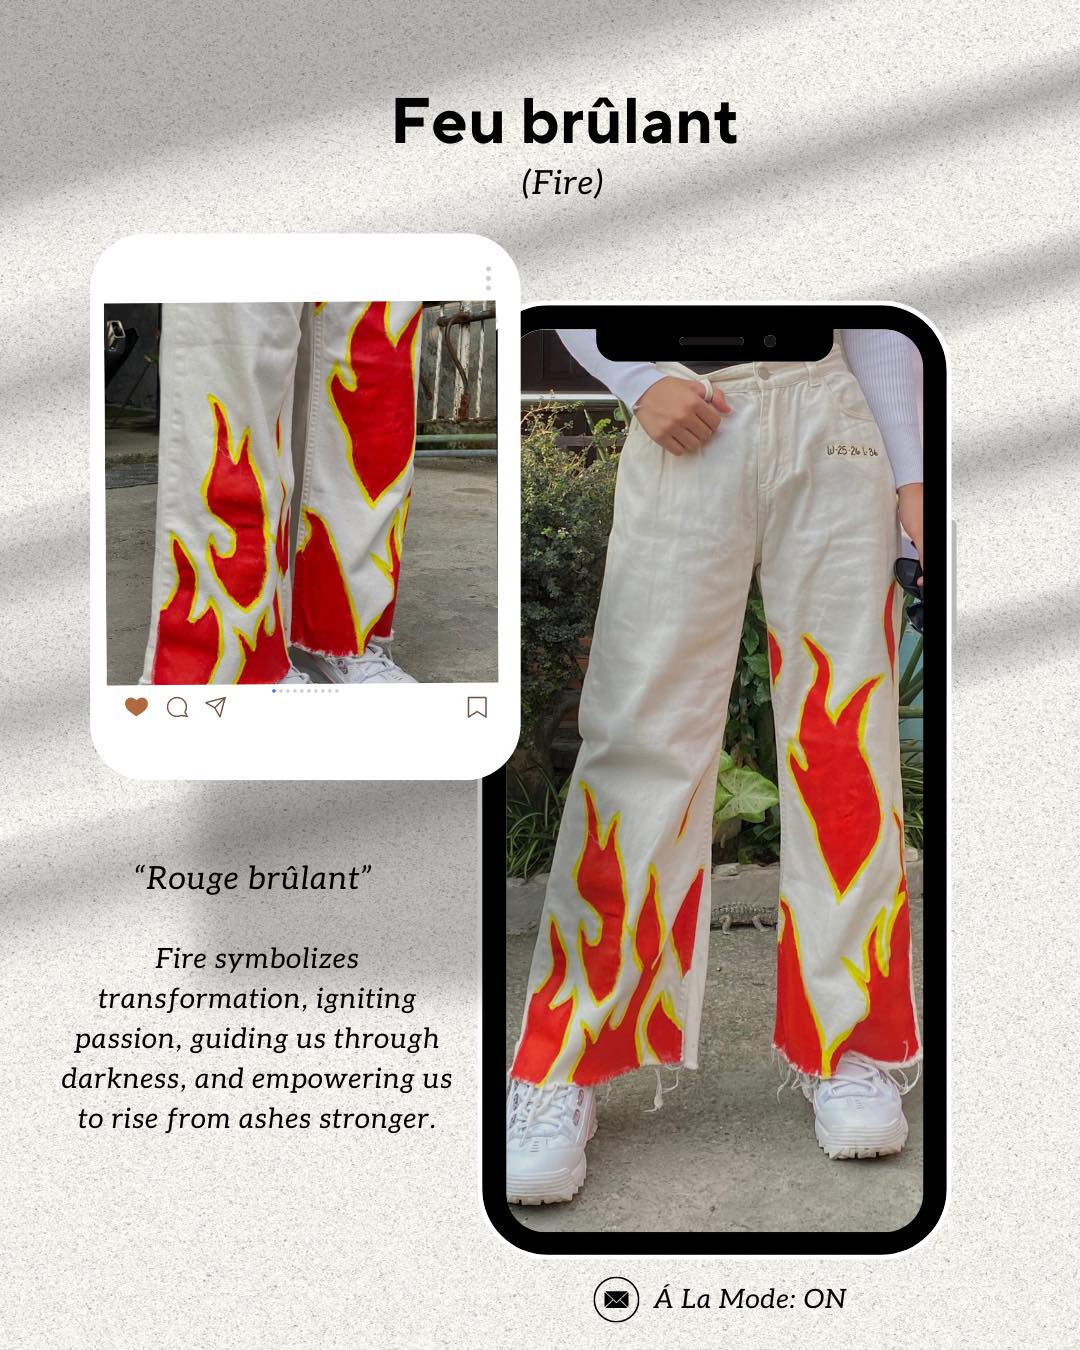 Feu brûlant
(Fire)
W-25-26 L-36
“Rouge brûlant”
Fire symbolizes
transformation, igniting
passion, guiding us through
darkness, and empowering us
to rise from ashes stronger.
Á La Mode: ON